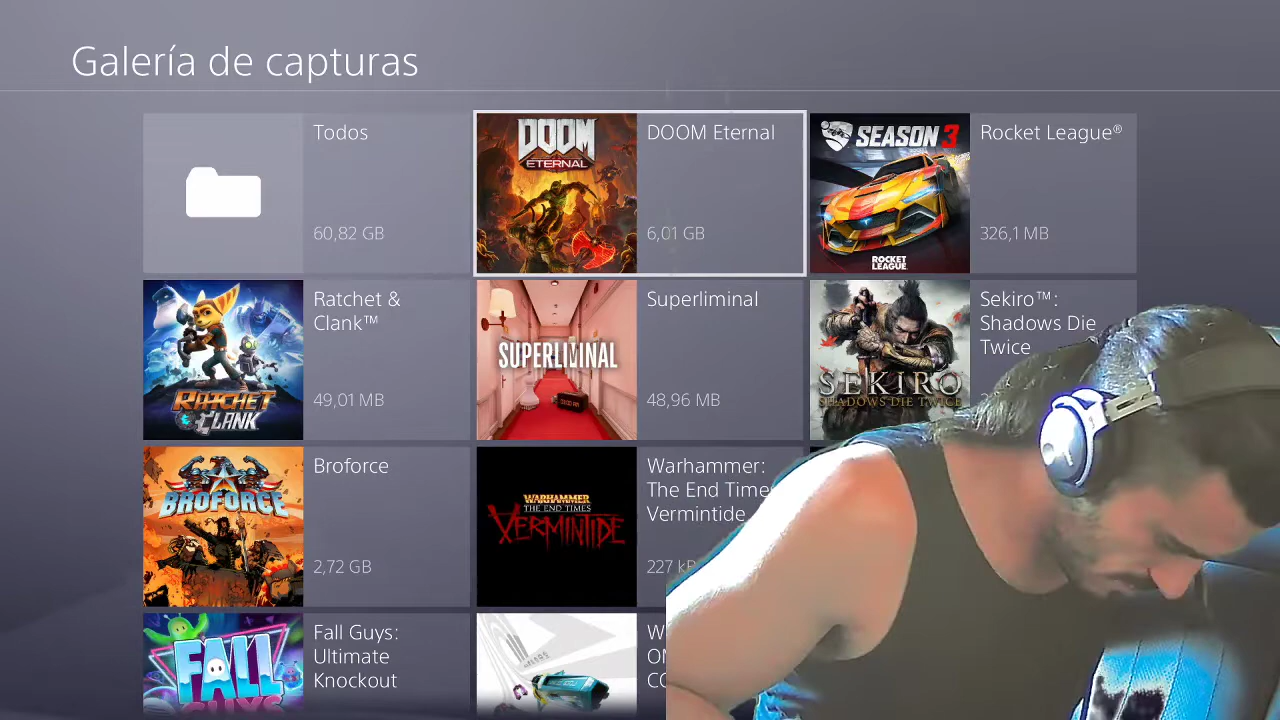 Galería de capturas
Todos
60,82 GB
DOOM
ETERNAL
DOOM Eternal
6,01 GB
SEASON 3
ROCKET
LEAGUE
Rocket League®
326,1 MB
RATCHET
& CLANK
Ratchet &
Clank™
49,01 MB
SUPERLIMINAL
Superliminal
48,96 MB
SEKIRO
SHADOWS DIE TWICE
Sekiro™:
Shadows Die
Twice
BROFORCE
Broforce
2,72 GB
WARHAMMER
THE END TIMES
VERMINTIDE
Warhammer:
The End Time
Vermintide
227
FALL
GUYS
Fall Guys:
Ultimate
Knockout